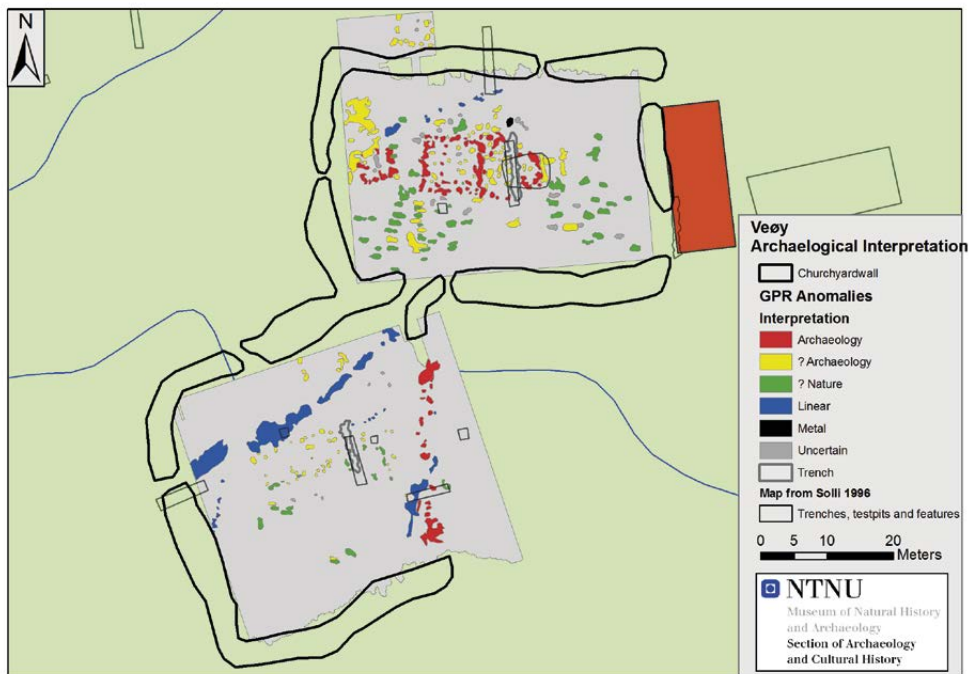 N
Veøy
Archaelogical Interpretation
Churchyardwall
GPR Anomalies
Interpretation
Archaeology
? Archaeology
? Nature
Linear
Metal
Uncertain
Trench
Map from Solli 1996
Trenches, testpits and features
0 5 10 20
Meters
NTNU
Museum of Natural History
and Archaeology
Section of Archaeology
and Cultural History